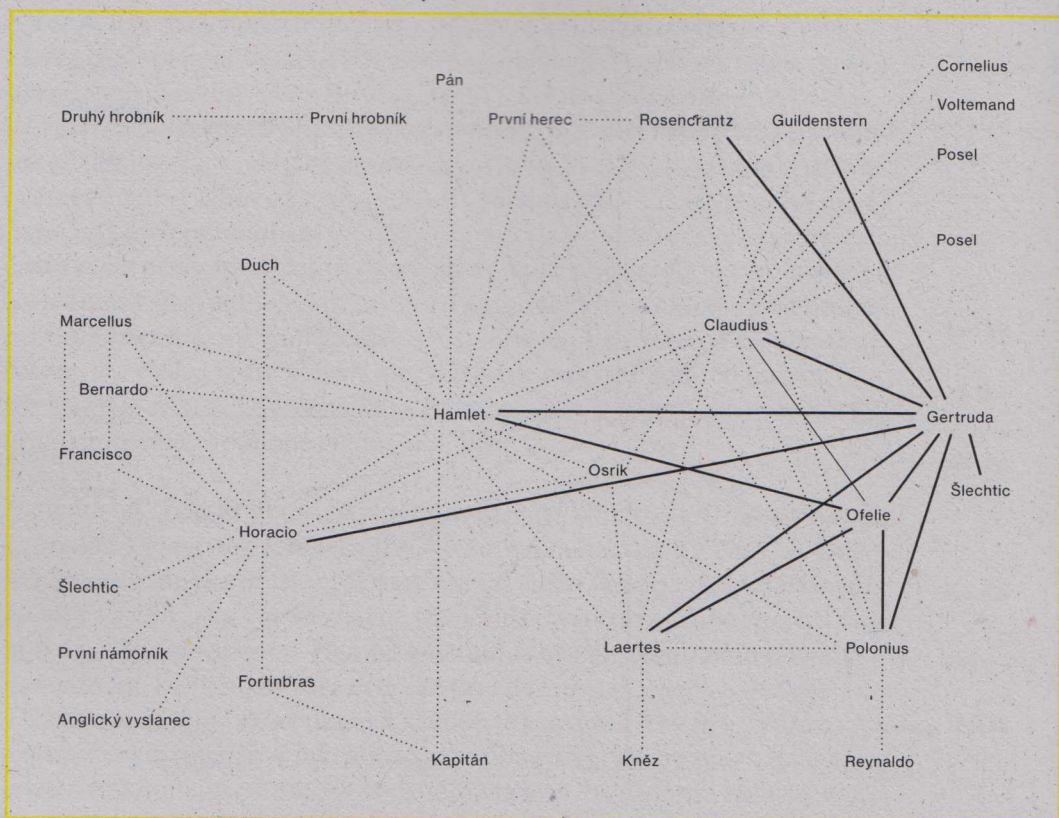 Pán
Cornelius
Voltemand
Druhý hrobník
První hrobník
První herec
Rosencrantz
Guildenstern
Posel
Posel
Duch
Marcellus
Claudius
Bernardo
Hamlet
Gertruda
Francisco
Osrik
Šlechtic
Ofelie
Horacio
Šlechtic
První námořník
Laertes
Polonius
Fortinbras
Anglický vyslanec
Kapitán
Kněz
Reynaldo